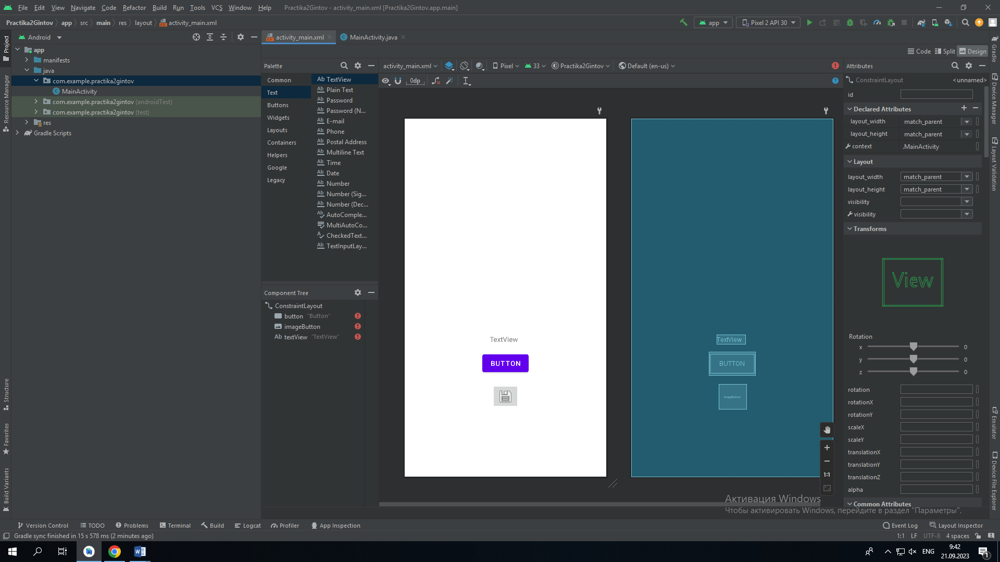 File Edit View Navigate Code Refactor Build Run Tools VCS Window Help Practika2Gintov - activity_main.xml [Practika2Gintov.app.main]
Practika2Gintov app src main res layout activity_main.xml
app Pixel 2 API 30
Android
activity_main.xml MainActivity.java
Project
Resource Manager
Structure
Favorites
Build Variants
app
manifests
java
com.example.practika2gintov
MainActivity
com.example.practika2gintov (androidTest)
com.example.practika2gintov (test)
res
Gradle Scripts
Code Split Design
Palette
Common
Text
Buttons
Widgets
Layouts
Containers
Helpers
Google
Legacy
Ab TextView
Ab Plain Text
Ab Password
Ab Password (N...
Ab E-mail
Ab Phone
Ab Postal Address
Ab Multiline Text
Ab Time
Ab Date
Ab Number
Ab Number (Sig...
Ab Number (Dec...
Ab AutoComple...
MultiAutoCo...
CheckedText...
Ab TextInputLay...
Component Tree
ConstraintLayout
button "Button"
imageButton
Ab textView "TextView"
activity_main.xml Pixel 33 Practika2Gintov Default (en-us)
0dp
TextView
BUTTON
TextView
BUTTON
imageButton
1:1
Attributes
ConstraintLayout <unnamed>
id
Declared Attributes
layout_width match_parent
layout_height match_parent
context .MainActivity
Layout
layout_width match_parent
layout_height match_parent
visibility
visibility
Transforms
View
Rotation
x 0
y 0
z 0
rotation
rotationX
rotationY
scaleX
scaleY
translationX
translationY
translationZ
alpha
Common Attributes
Gradle
Device Manager
Layout Validation
Emulator
Device File Explorer
Активация Windows
Чтобы активировать Windows, перейдите в раздел "Параметры".
Version Control TODO Problems Terminal Build Logcat Profiler App Inspection Event Log Layout Inspector
Gradle sync finished in 15 s 578 ms (2 minutes ago) 1:1 LF UTF-8 4 spaces
ENG
9:42
21.09.2023
1